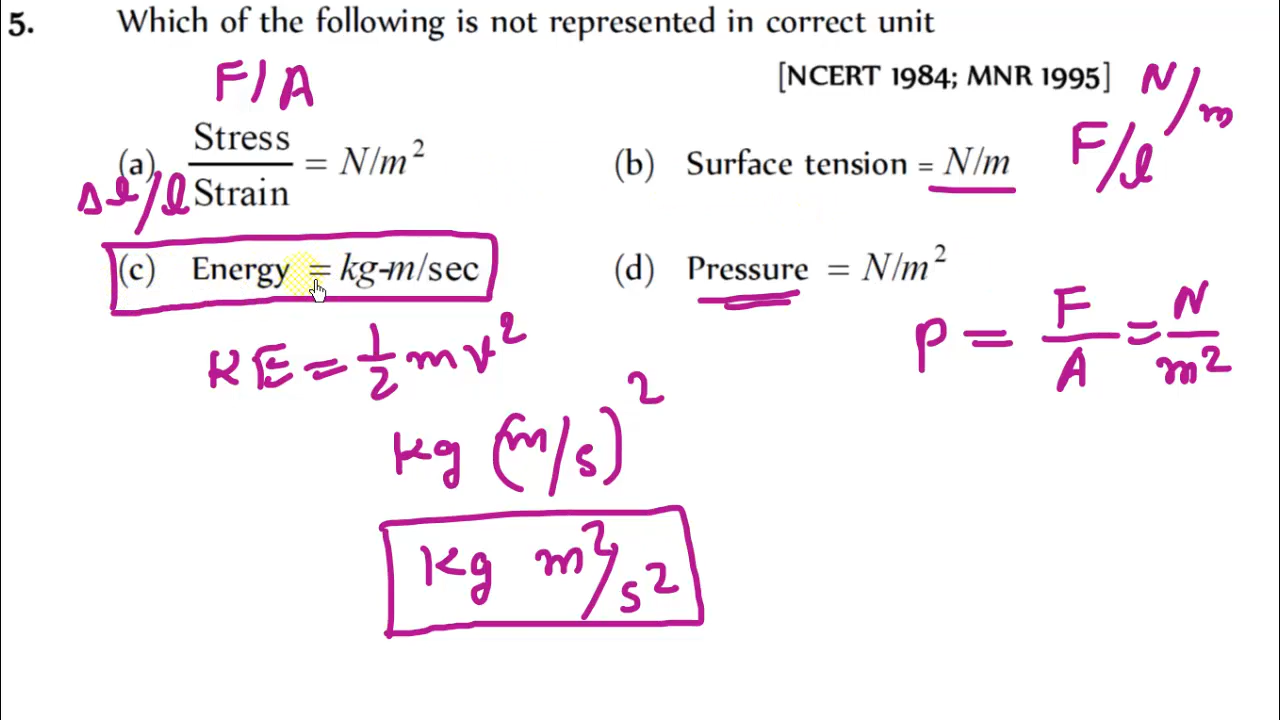 5. Which of the following is not represented in correct unit
[NCERT 1984; MNR 1995]
F/A
N/m
(a) Stress/Strain = N/m²
Δl/l
(b) Surface tension = N/m
F/l
(c) Energy = kg-m/sec
(d) Pressure = N/m²
KE = 1/2 mv²
P = F/A = N/m²
kg (m/s)²
kg m²/s²